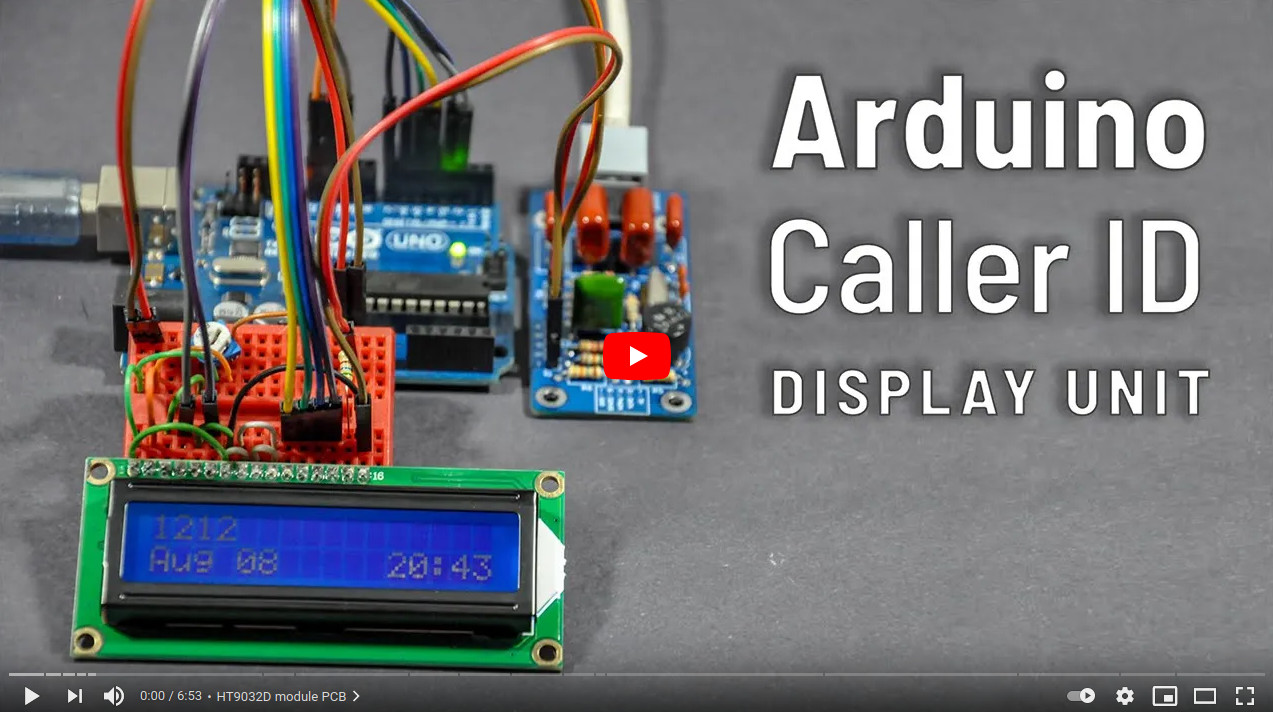 Arduino
Caller ID
DISPLAY UNIT
UNO
16
1212
Aug 08 20:43
0:00 / 6:53 • HT9032D module PCB